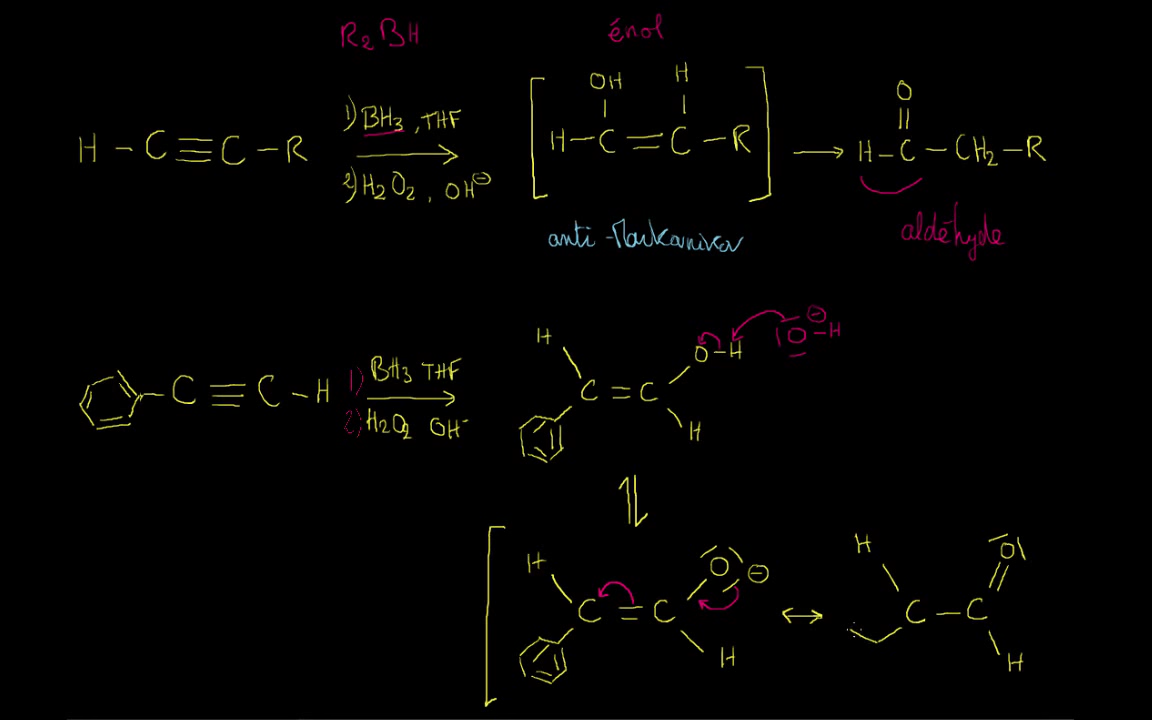 R₂BH
énol
1) BH₃, THF
H–C≡C–R
2) H₂O₂, OH⊖
OH H
H–C=C–R
O
H–C–CH₂–R
anti-Markovnikov
aldéhyde
H O–H |O–H ⊖
1) BH₃ THF
C≡C–H
C=C
2) H₂O₂ OH⁻
H
H O ⊖
C=C
H
H O
C–C
H